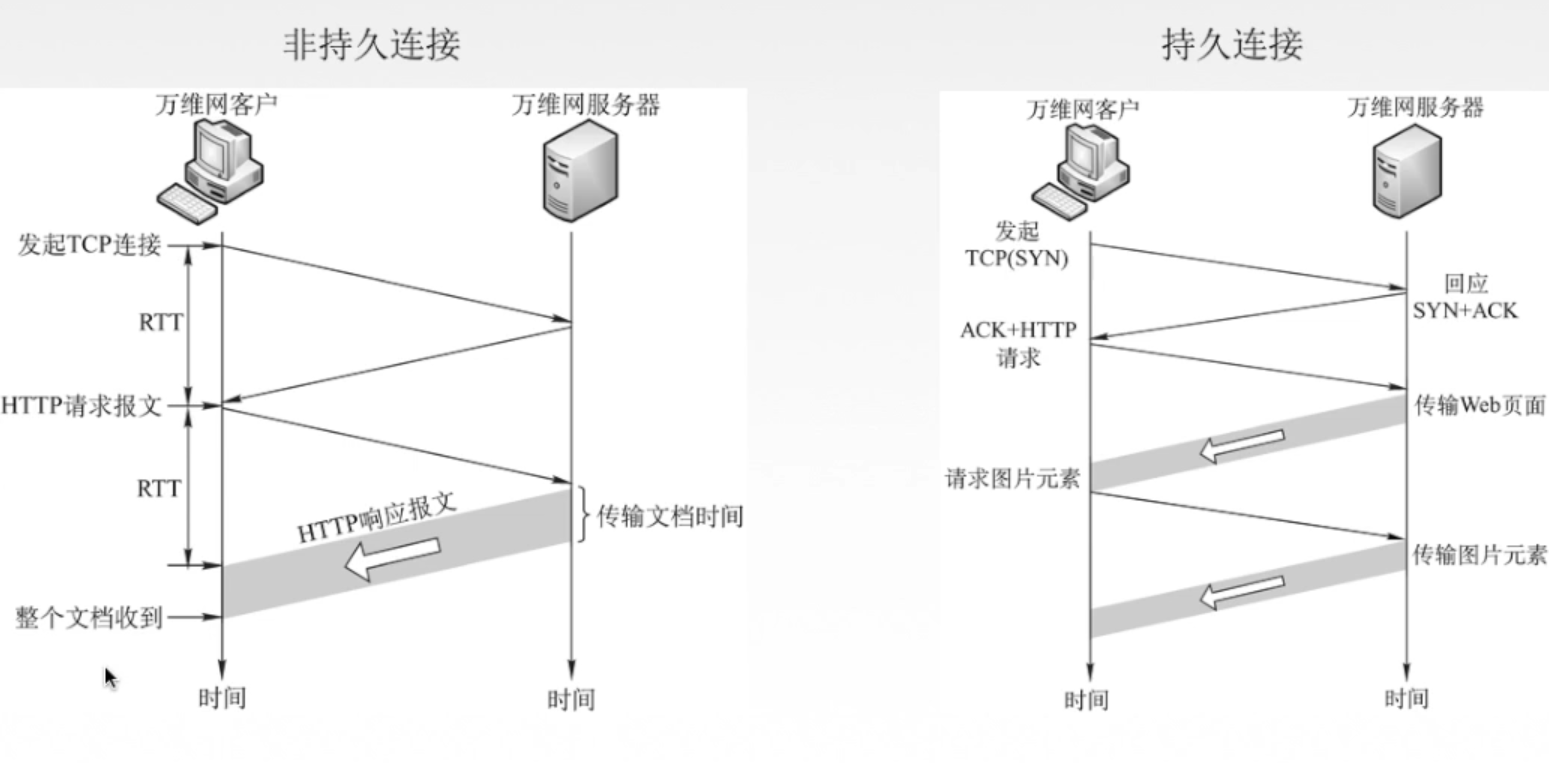 非持久连接
万维网客户
万维网服务器
发起TCP连接
RTT
HTTP请求报文
RTT
HTTP响应报文
传输文档时间
整个文档收到
时间
时间
持久连接
万维网客户
万维网服务器
发起
TCP(SYN)
回应
SYN+ACK
ACK+HTTP
请求
传输Web页面
请求图片元素
传输图片元素
时间
时间